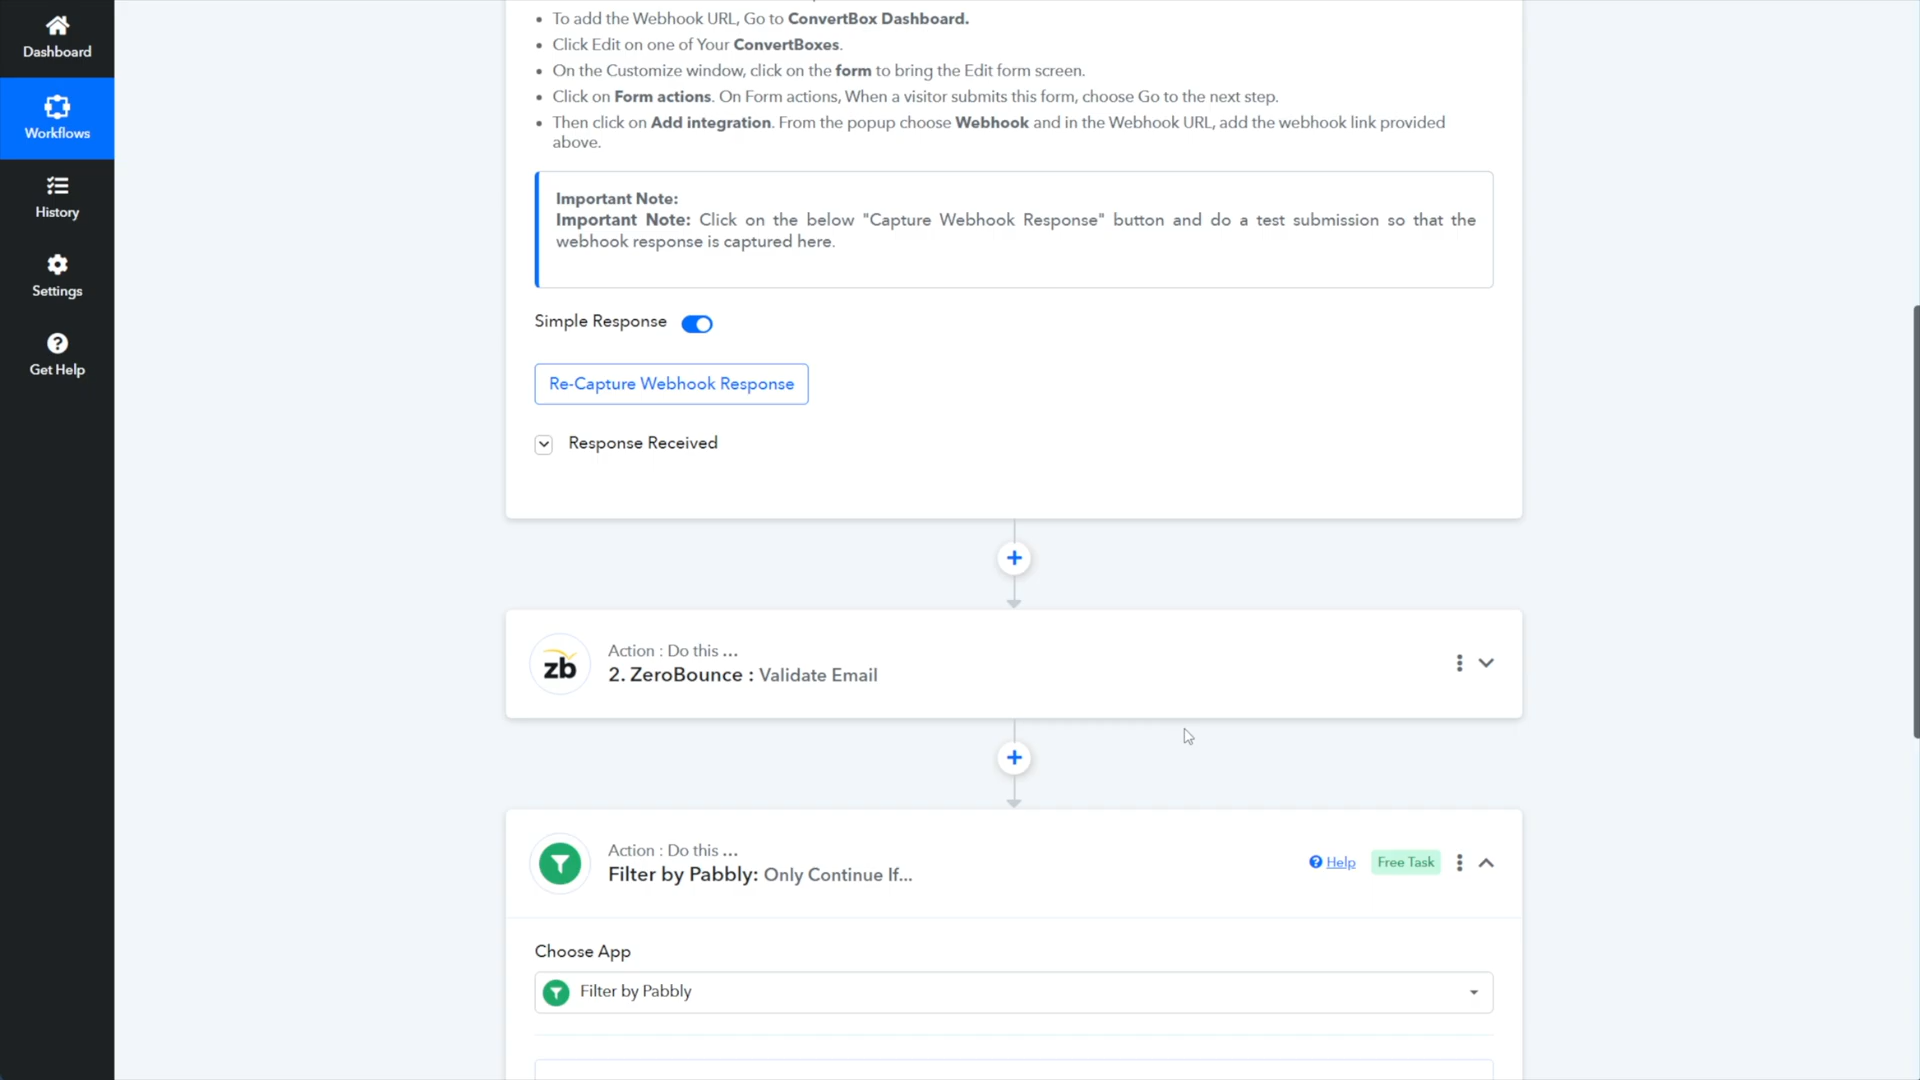 Dashboard
Workflows
History
Settings
Get Help
To add the Webhook URL, Go to ConvertBox Dashboard.
Click Edit on one of Your ConvertBoxes.
On the Customize window, click on the form to bring the Edit form screen.
Click on Form actions. On Form actions, When a visitor submits this form, choose Go to the next step.
Then click on Add integration. From the popup choose Webhook and in the Webhook URL, add the webhook link provided
above.
Important Note:
Important Note: Click on the below "Capture Webhook Response" button and do a test submission so that the
webhook response is captured here.
Simple Response
Re-Capture Webhook Response
Response Received
zb
Action : Do this ...
2. ZeroBounce : Validate Email
Action : Do this ...
Filter by Pabbly: Only Continue If...
Help
Free Task
Choose App
Filter by Pabbly